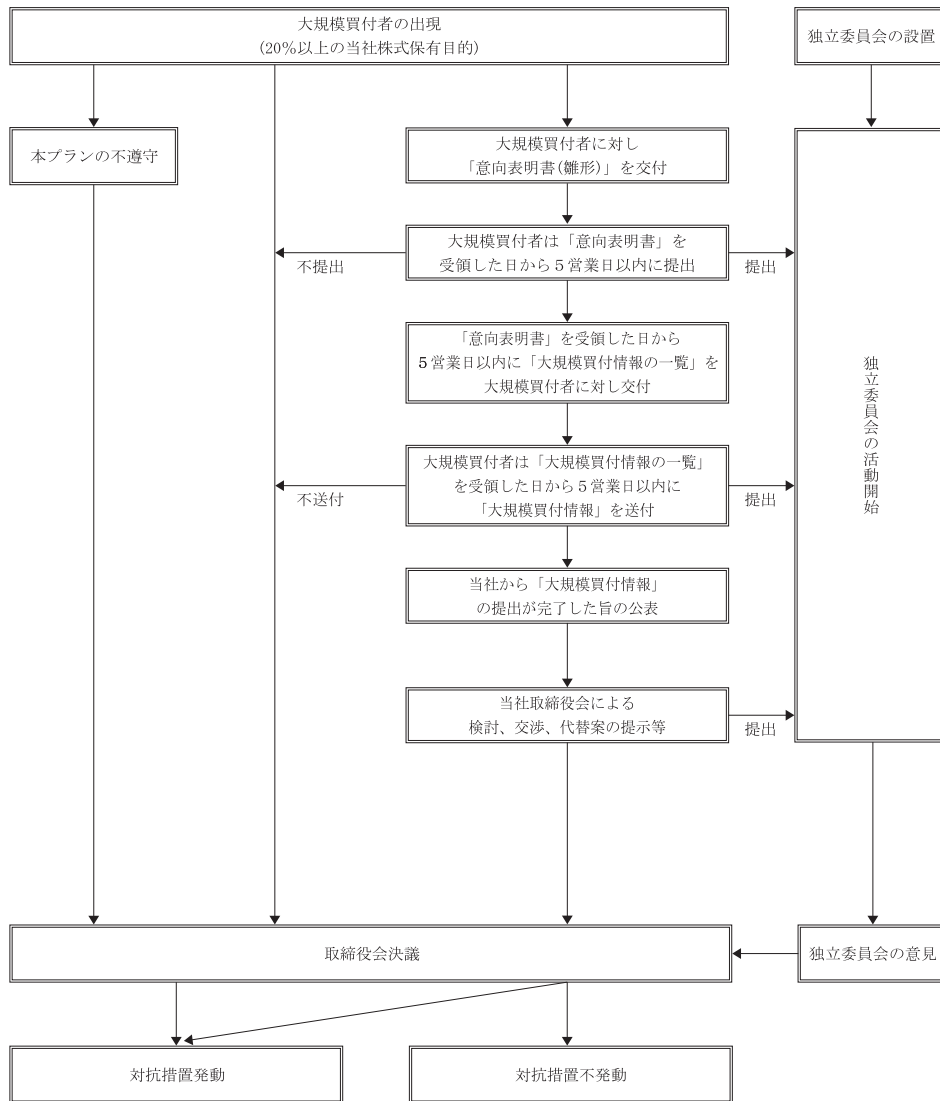 大規模買付者の出現
(20%以上の当社株式保有目的)
独立委員会の設置
本プランの不遵守
大規模買付者に対し
「意向表明書(雛形)」を交付
大規模買付者は「意向表明書」を
受領した日から５営業日以内に提出
不提出
提出
「意向表明書」を受領した日から
５営業日以内に「大規模買付情報の一覧」を
大規模買付者に対し交付
独立委員会の活動開始
大規模買付者は「大規模買付情報の一覧」
を受領した日から５営業日以内に
「大規模買付情報」を送付
不送付
提出
当社から「大規模買付情報」
の提出が完了した旨の公表
当社取締役会による
検討、交渉、代替案の提示等
提出
取締役会決議
独立委員会の意見
対抗措置発動
対抗措置不発動